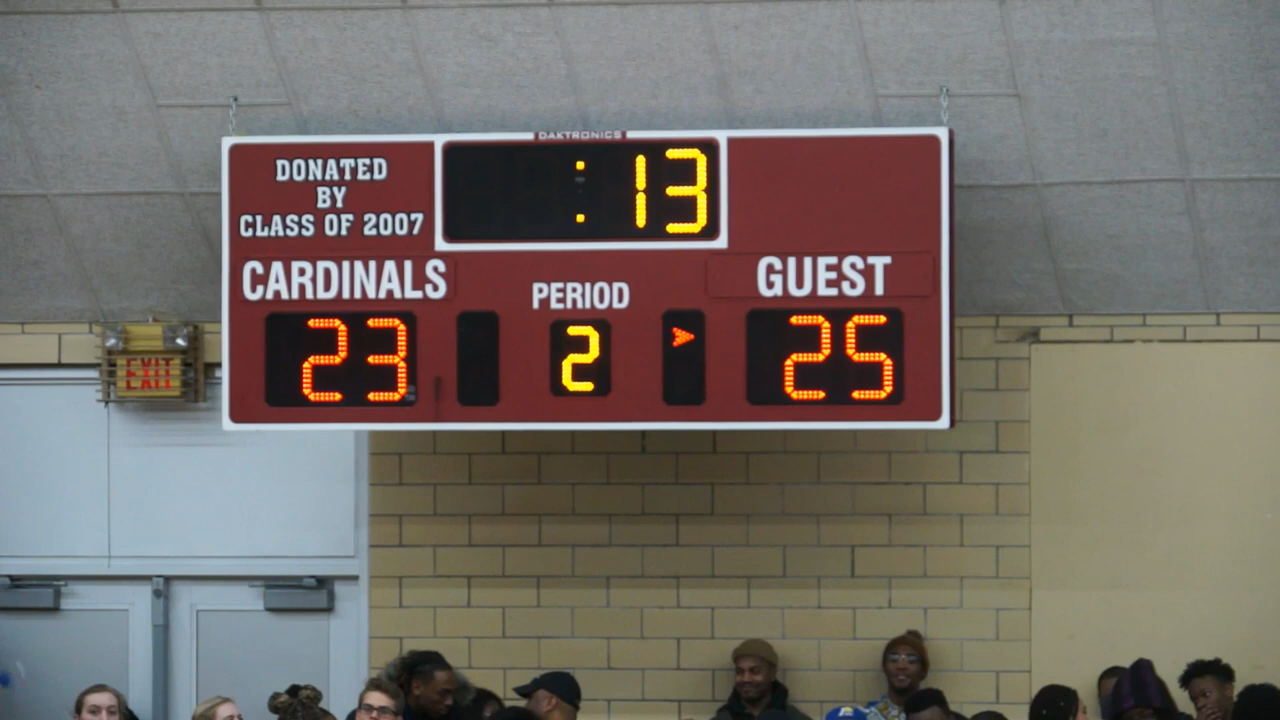 DAKTRONICS
DONATED
BY
CLASS OF 2007
:13
CARDINALS
PERIOD
GUEST
23
2
25
EXIT